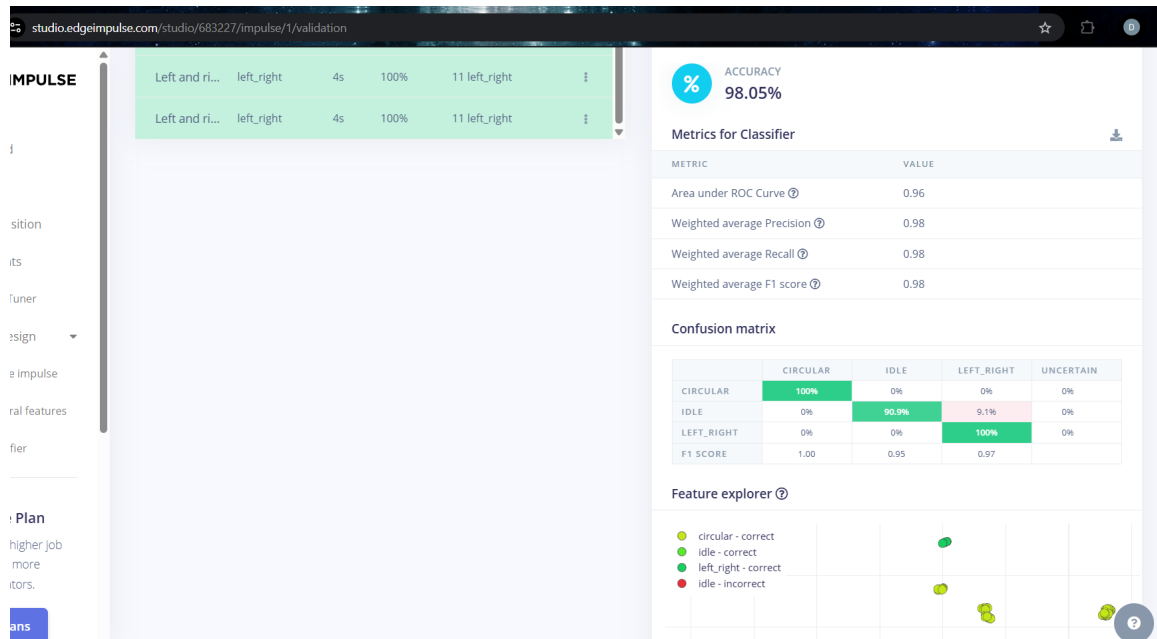 studio.edgeimpulse.com/studio/683227/impulse/1/validation
D
IMPULSE
Left and ri... left_right 4s 100% 11 left_right
Left and ri... left_right 4s 100% 11 left_right
d
sition
ts
Tuner
esign
e impulse
ral features
fier
e Plan
higher job
more
ators.
ans
%
ACCURACY
98.05%
Metrics for Classifier
METRIC VALUE
Area under ROC Curve ? 0.96
Weighted average Precision ? 0.98
Weighted average Recall ? 0.98
Weighted average F1 score ? 0.98
Confusion matrix
CIRCULAR IDLE LEFT_RIGHT UNCERTAIN
CIRCULAR 100% 0% 0% 0%
IDLE 0% 90.9% 9.1% 0%
LEFT_RIGHT 0% 0% 100% 0%
F1 SCORE 1.00 0.95 0.97
Feature explorer ?
circular - correct
idle - correct
left_right - correct
idle - incorrect
?